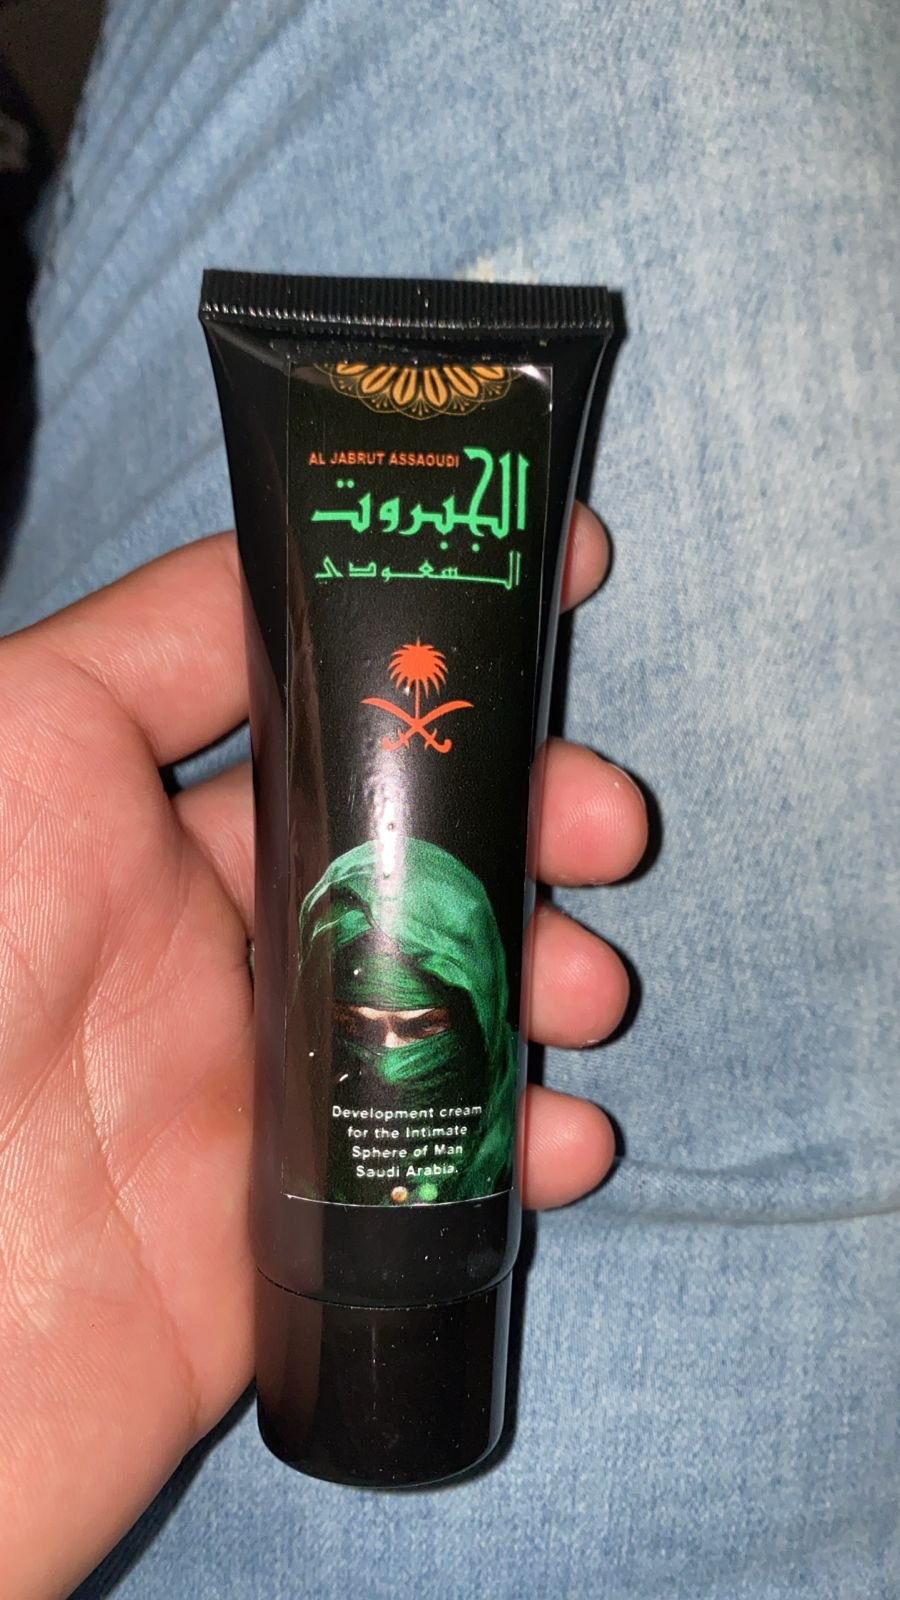 AL JABRUT ASSAOUDI
الجبروت
السعودي
Development cream
for the Intimate
Sphere of Man
Saudi Arabia.